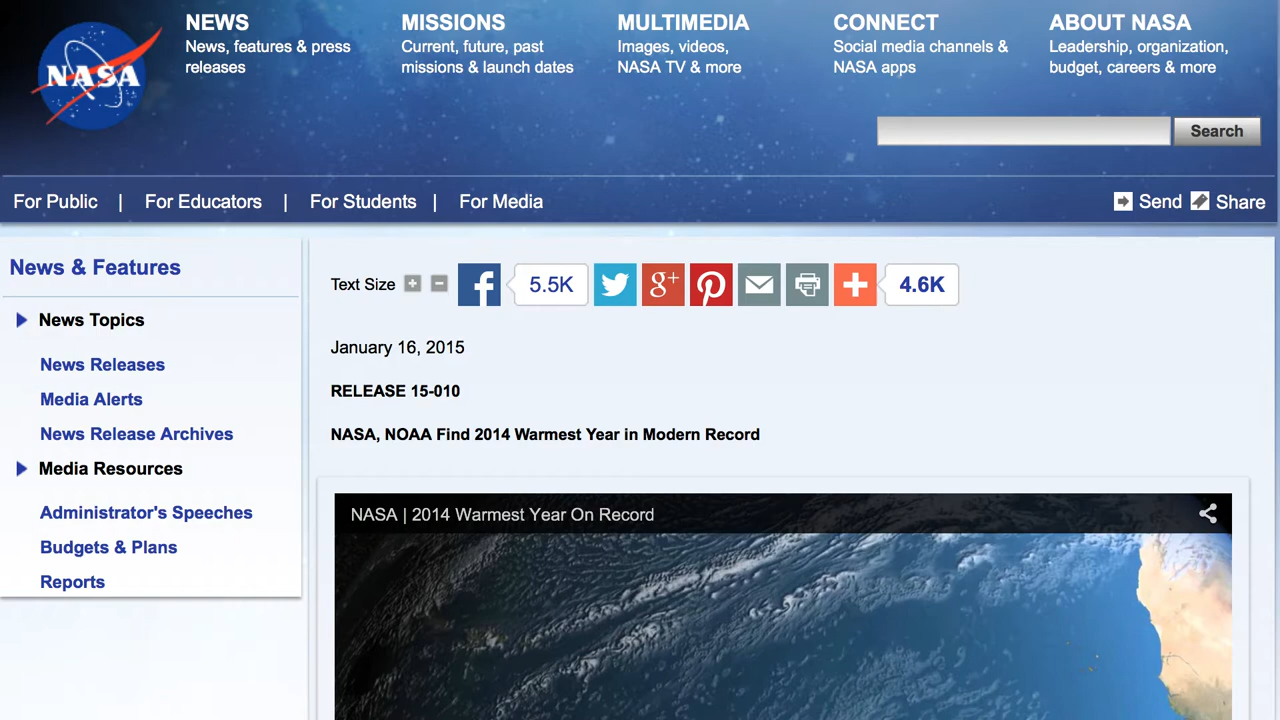 NASA
NEWS
News, features & press
releases
MISSIONS
Current, future, past
missions & launch dates
MULTIMEDIA
Images, videos,
NASA TV & more
CONNECT
Social media channels &
NASA apps
ABOUT NASA
Leadership, organization,
budget, careers & more
Search
For Public | For Educators | For Students | For Media
Send Share
News & Features
News Topics
News Releases
Media Alerts
News Release Archives
Media Resources
Administrator's Speeches
Budgets & Plans
Reports
Text Size + - f 5.5K g+ + 4.6K
January 16, 2015
RELEASE 15-010
NASA, NOAA Find 2014 Warmest Year in Modern Record
NASA | 2014 Warmest Year On Record